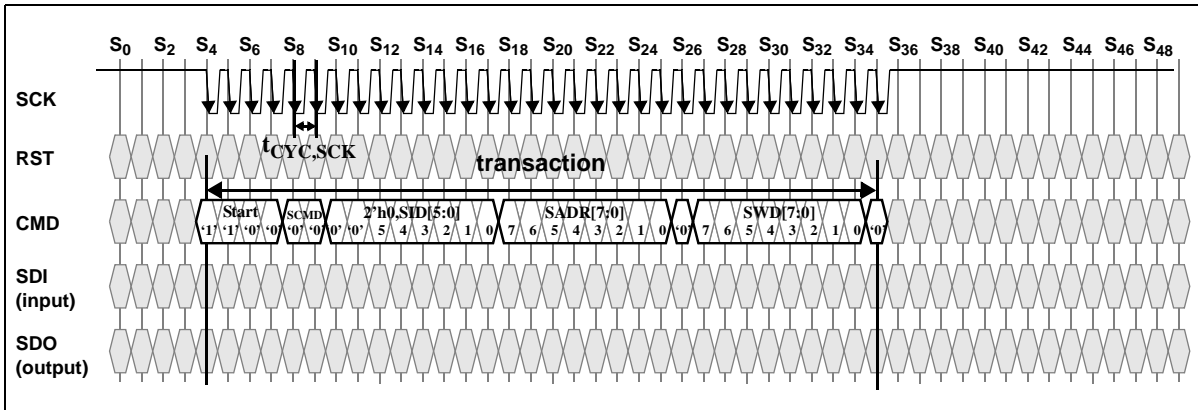 S0 S2 S4 S6 S8 S10 S12 S14 S16 S18 S20 S22 S24 S26 S28 S30 S32 S34 S36 S38 S40 S42 S44 S46 S48
SCK
tCYC,SCK
RST
transaction
CMD
Start SCMD 2'h0,SID[5:0] SADR[7:0] SWD[7:0]
‘1’ ‘1’ ‘0’ ‘0’ ‘0’ ‘0’ 0’ ‘0’ 5 4 3 2 1 0 7 6 5 4 3 2 1 0 ‘0’ 7 6 5 4 3 2 1 0 ‘0’
SDI
(input)
SDO
(output)